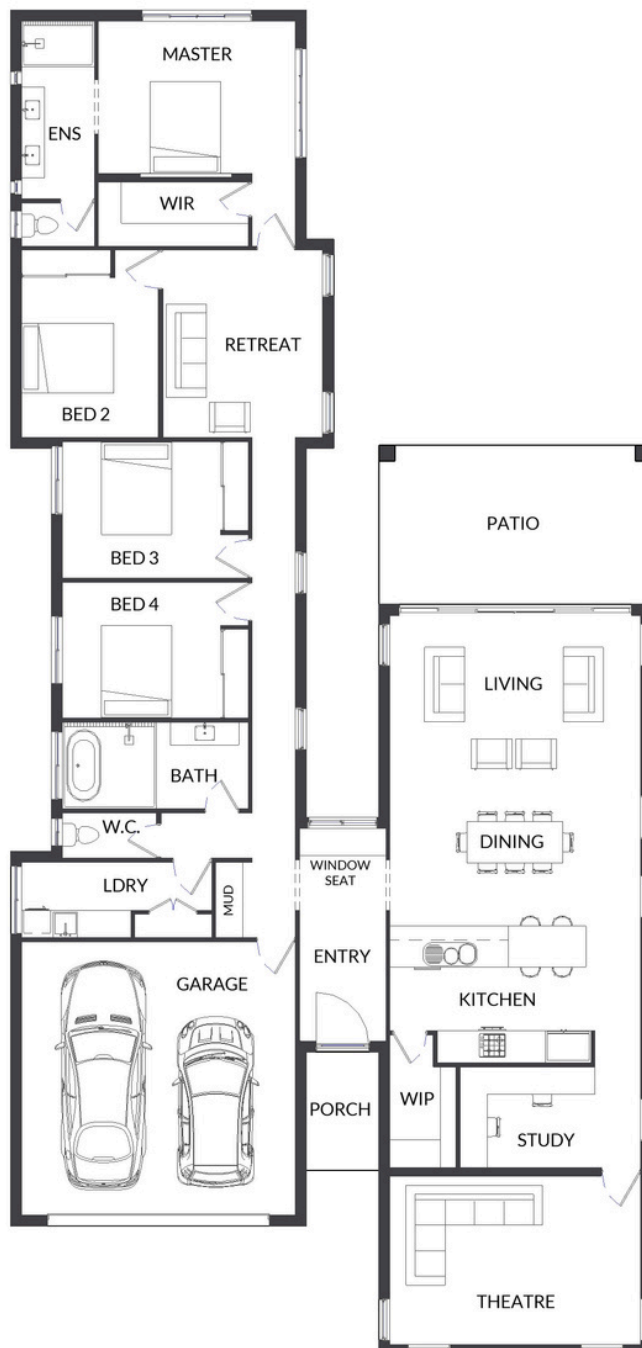 MASTER
ENS
WIR
RETREAT
BED 2
PATIO
BED 3
BED 4
LIVING
BATH
W.C.
DINING
LDRY
MUD
WINDOW
SEAT
ENTRY
GARAGE
KITCHEN
PORCH
WIP
STUDY
THEATRE